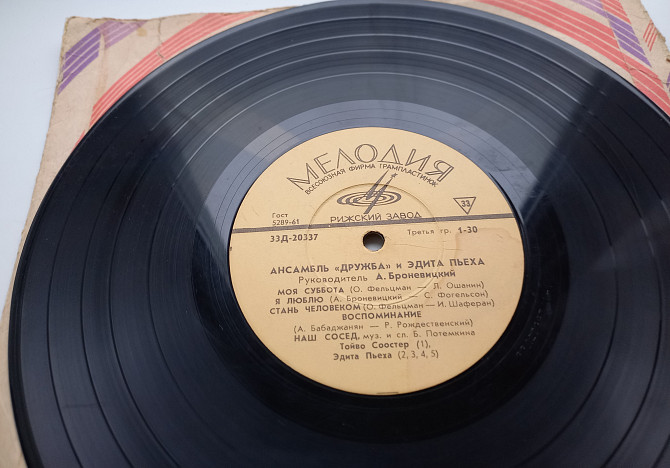 МЕЛОДИЯ
ВСЕСОЮЗНАЯ ФИРМА ГРАМПЛАСТИНОК
РИЖСКИЙ ЗАВОД
Гост
5289-61
33
33Д-20337
Третья гр. 1-30
АНСАМБЛЬ «ДРУЖБА» и ЭДИТА ПЬЕХА
Руководитель А. Броневицкий
МОЯ СУББОТА (О. Фельцман — Л. Ошанин)
Я ЛЮБЛЮ (А. Броневицкий — С. Фогельсон)
СТАНЬ ЧЕЛОВЕКОМ (О. Фельцман — И. Шаферан)
ВОСПОМИНАНИЕ
(А. Бабаджанян — Р. Рождественский)
НАШ СОСЕД, муз. и сл. Б. Потемкина
Тойво Соостер (1),
Эдита Пьеха (2, 3, 4, 5)